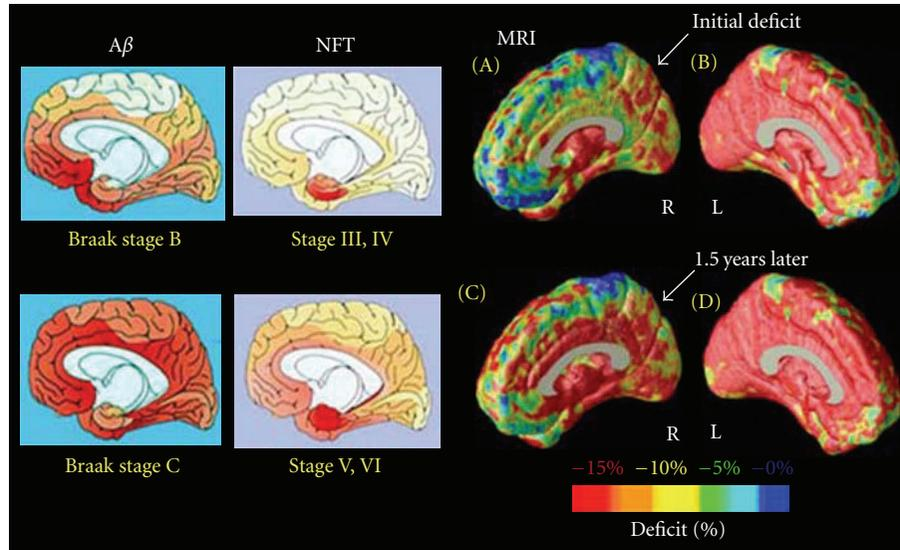 Aβ
NFT
MRI
Initial deficit
(A)
(B)
R
L
Braak stage B
Stage III, IV
1.5 years later
(C)
(D)
R
L
Braak stage C
Stage V, VI
−15% −10% −5% −0%
Deficit (%)